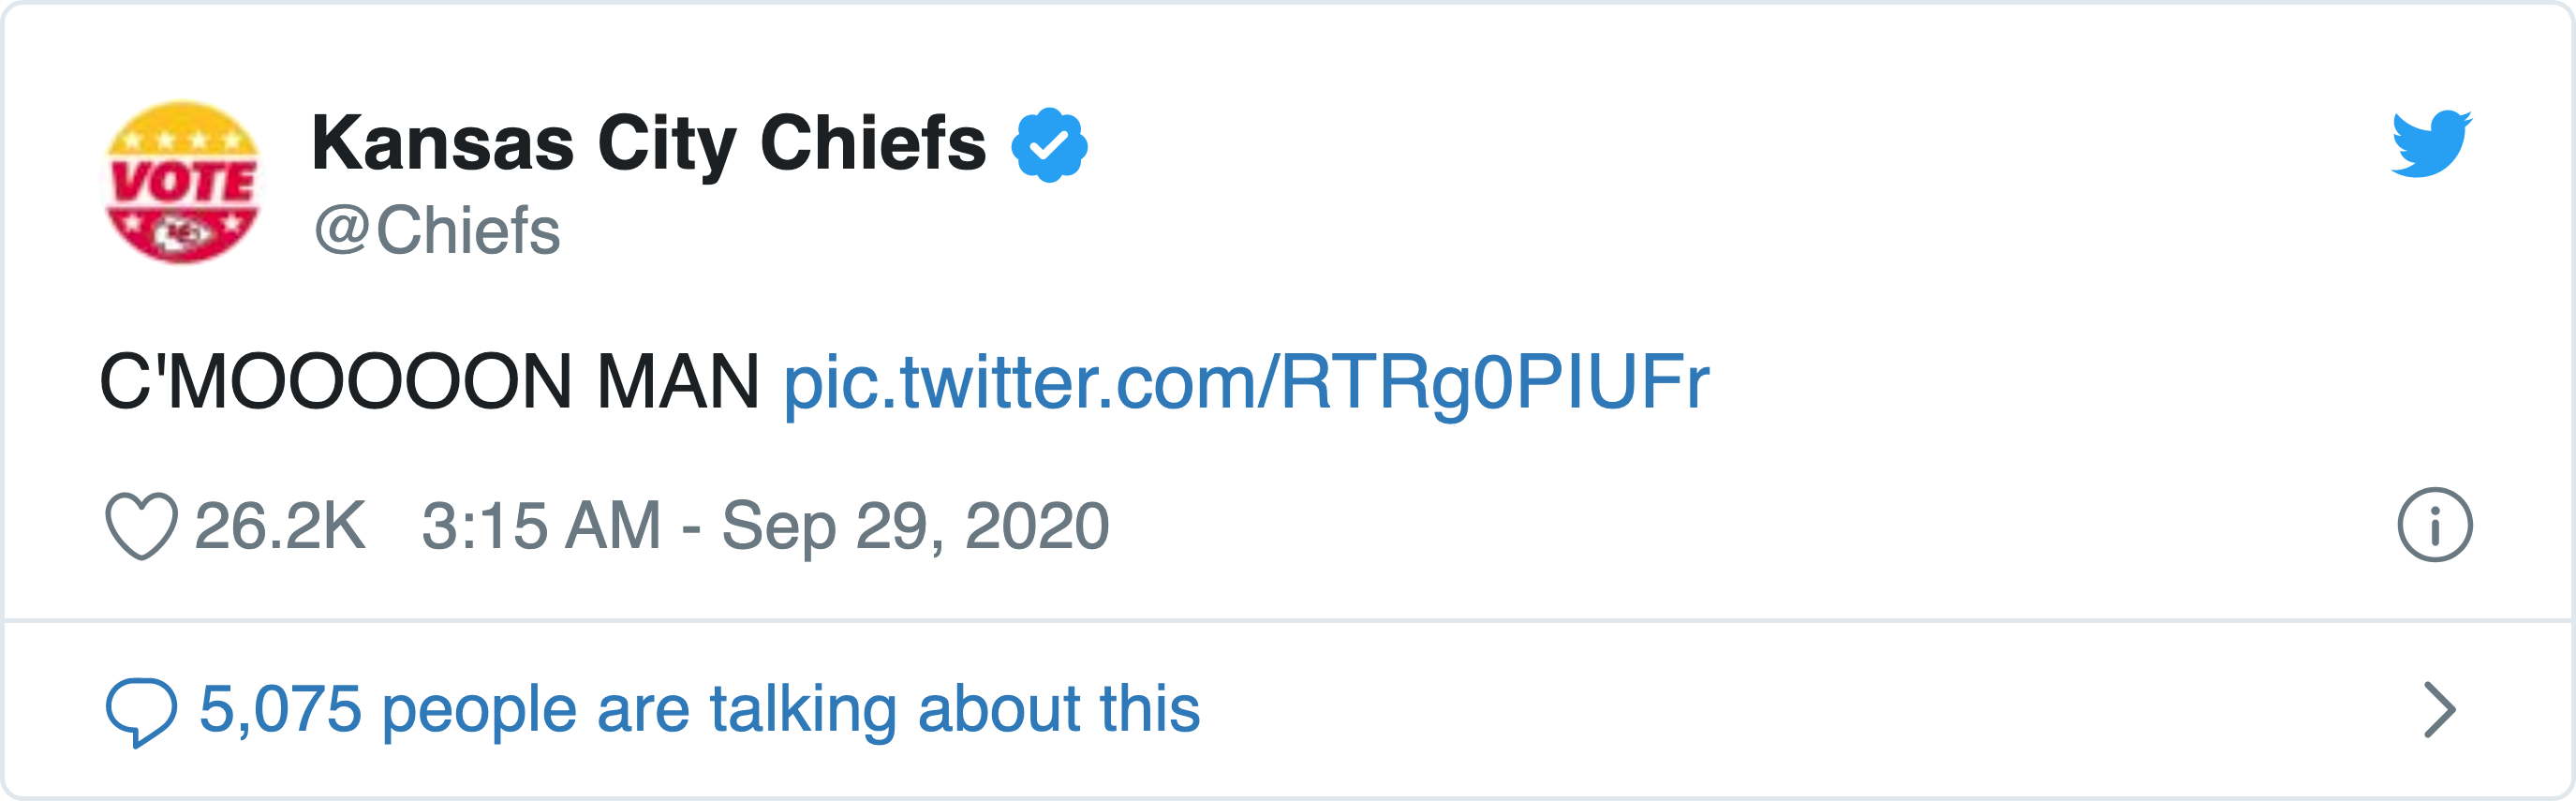 VOTE
KC
Kansas City Chiefs
@Chiefs
C'MOOOOON MAN pic.twitter.com/RTRg0PIUFr
26.2K 3:15 AM - Sep 29, 2020
5,075 people are talking about this